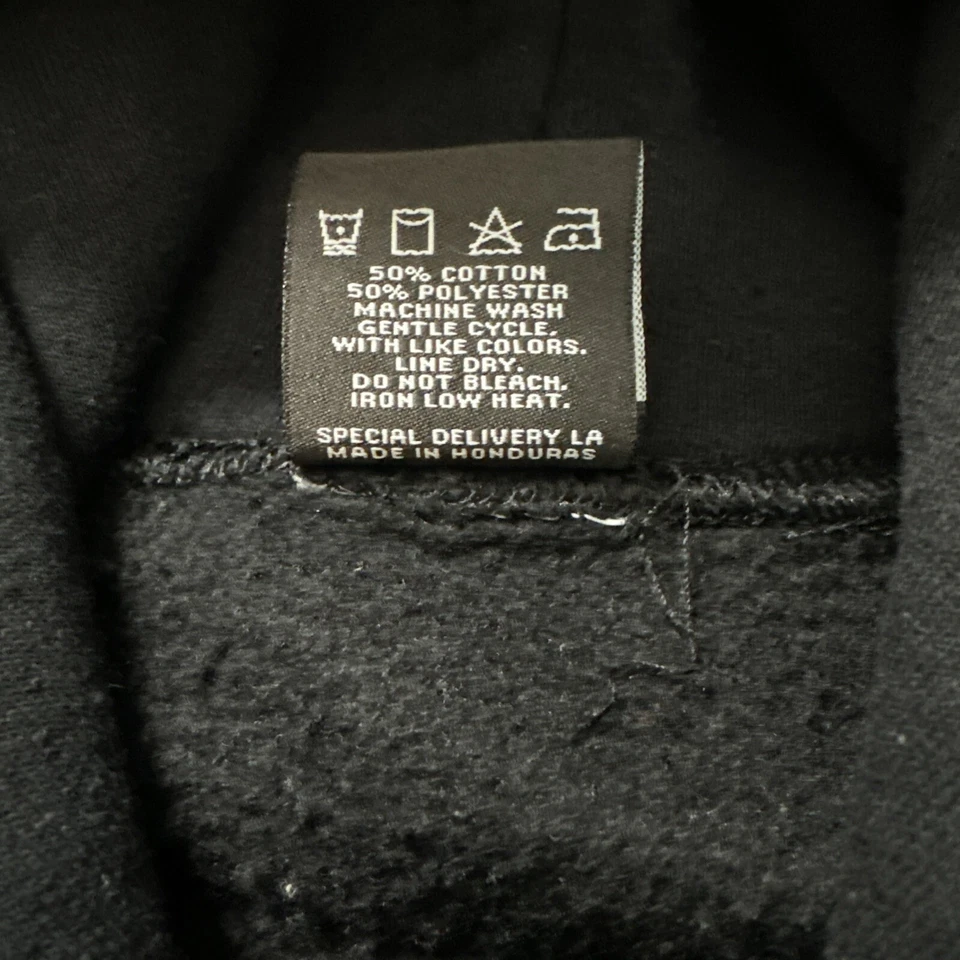 50% COTTON
50% POLYESTER
MACHINE WASH
GENTLE CYCLE.
WITH LIKE COLORS.
LINE DRY.
DO NOT BLEACH.
IRON LOW HEAT.
SPECIAL DELIVERY LA
MADE IN HONDURAS